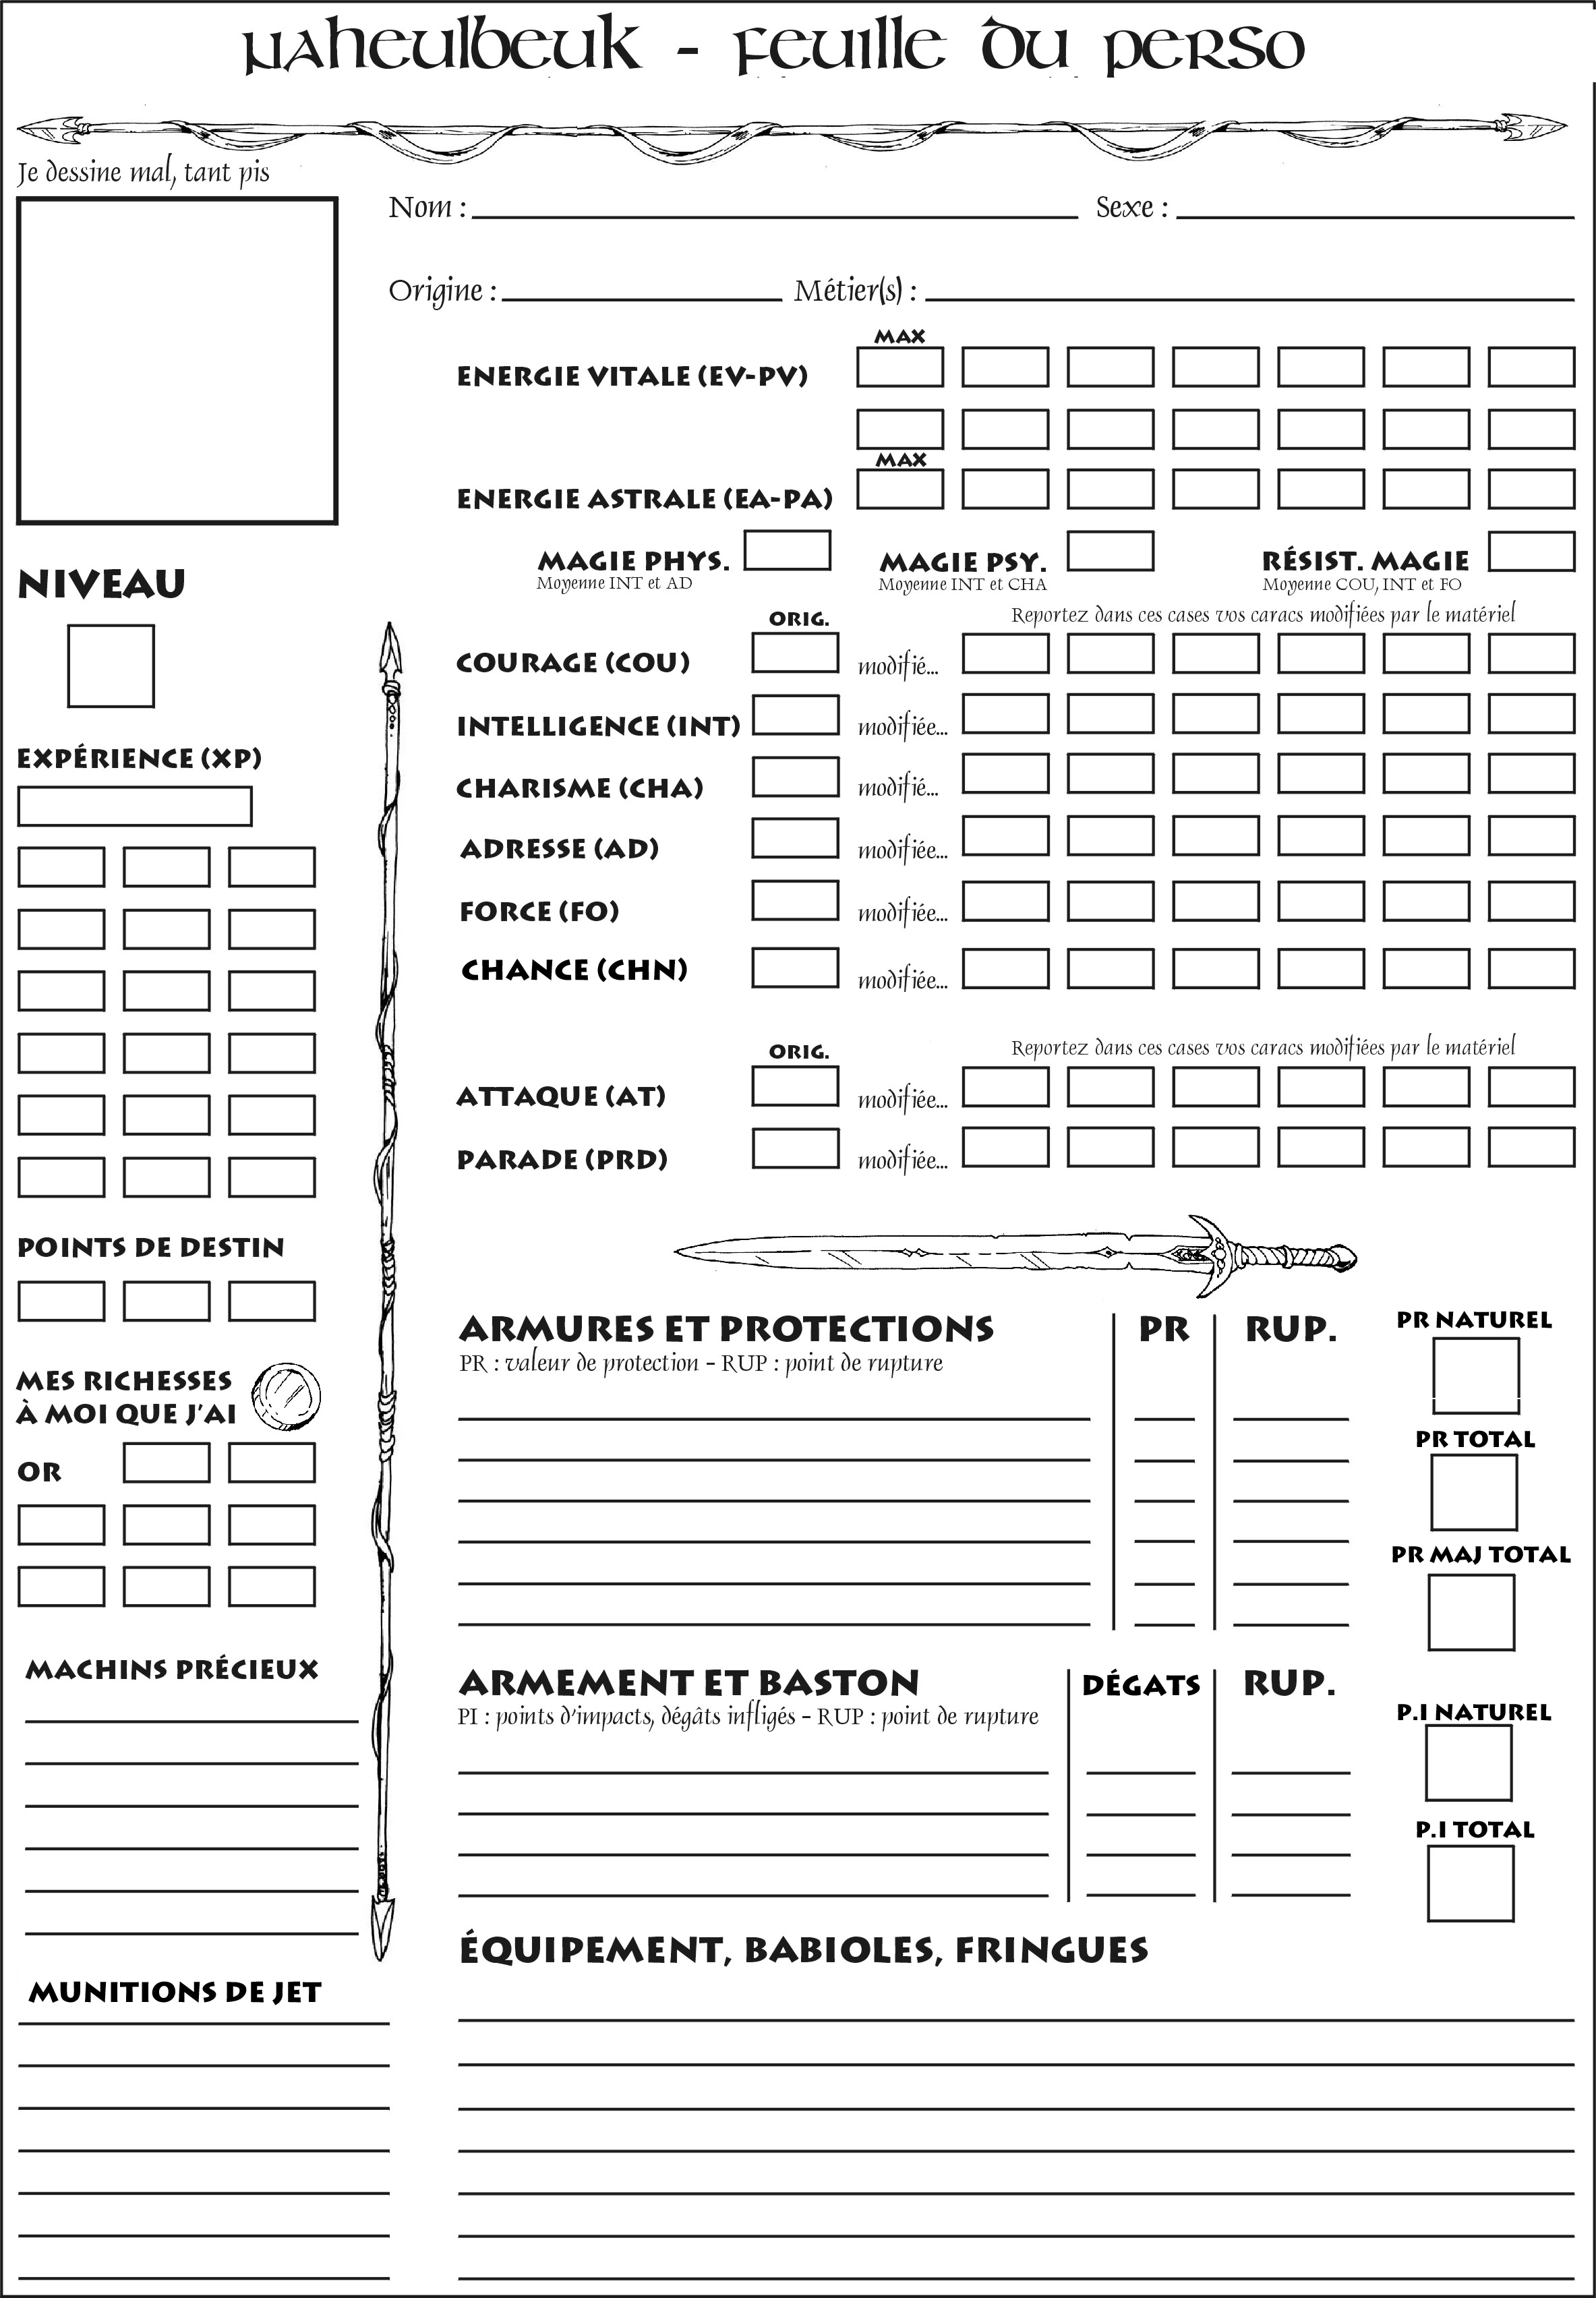 Naheulbeuk - Feuille du perso
Je dessine mal, tant pis
Nom : Sexe :
Origine : Métier(s) :
MAX
ENERGIE VITALE (EV-PV)
MAX
ENERGIE ASTRALE (EA-PA)
MAGIE PHYS. MAGIE PSY. RÉSIST. MAGIE
Moyenne INT et AD Moyenne INT et CHA Moyenne COU, INT et FO
NIVEAU
ORIG. Reportez dans ces cases vos caracs modifiées par le matériel
COURAGE (COU) modifié...
INTELLIGENCE (INT) modifiée...
EXPÉRIENCE (XP)
CHARISME (CHA) modifié...
ADRESSE (AD) modifiée...
FORCE (FO) modifiée...
CHANCE (CHN) modifiée...
ORIG. Reportez dans ces cases vos caracs modifiées par le matériel
ATTAQUE (AT) modifiée...
PARADE (PRD) modifiée...
POINTS DE DESTIN
ARMURES ET PROTECTIONS PR RUP. PR NATUREL
PR : valeur de protection - RUP : point de rupture
MES RICHESSES
À MOI QUE J'AI
OR
PR TOTAL
PR MAJ TOTAL
MACHINS PRÉCIEUX
ARMEMENT ET BASTON DÉGATS RUP.
PI : points d'impacts, dégâts infligés - RUP : point de rupture
P.I NATUREL
P.I TOTAL
ÉQUIPEMENT, BABIOLES, FRINGUES
MUNITIONS DE JET